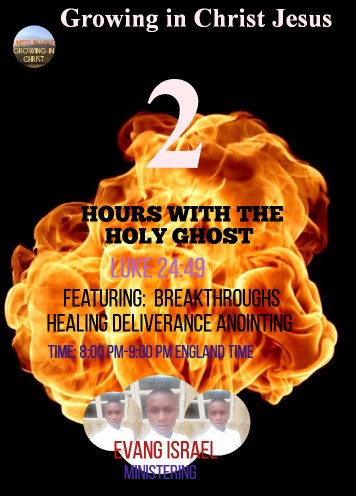 Growing in Christ Jesus
GROWING IN
CHRIST
2
HOURS WITH THE
HOLY GHOST
LUKE 24:49
FEATURING: BREAKTHROUGHS
HEALING DELIVERANCE ANOINTING
TIME: 8:00 PM-9:00 PM ENGLAND TIME
EVANG ISRAEL
MINISTERING